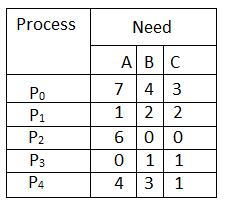 Process Need
A B C
P0 7 4 3
P1 1 2 2
P2 6 0 0
P3 0 1 1
P4 4 3 1